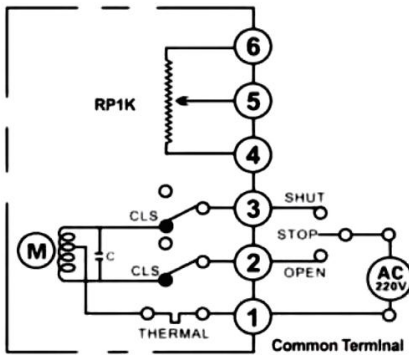 6
RP1K
5
4
3
SHUT
CLS
STOP
M
C
AC
220V
CLS
2
OPEN
1
THERMAL
Common Terminal